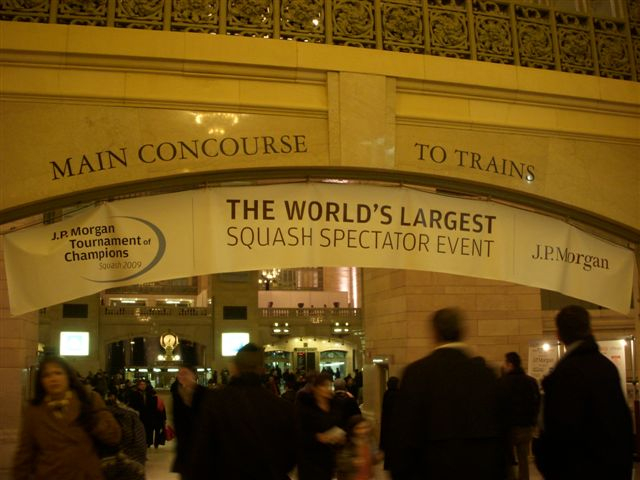 MAIN CONCOURSE
TO TRAINS
J.P. Morgan
Tournament of
Champions
Squash 2009
THE WORLD'S LARGEST
SQUASH SPECTATOR EVENT
J.P.Morgan